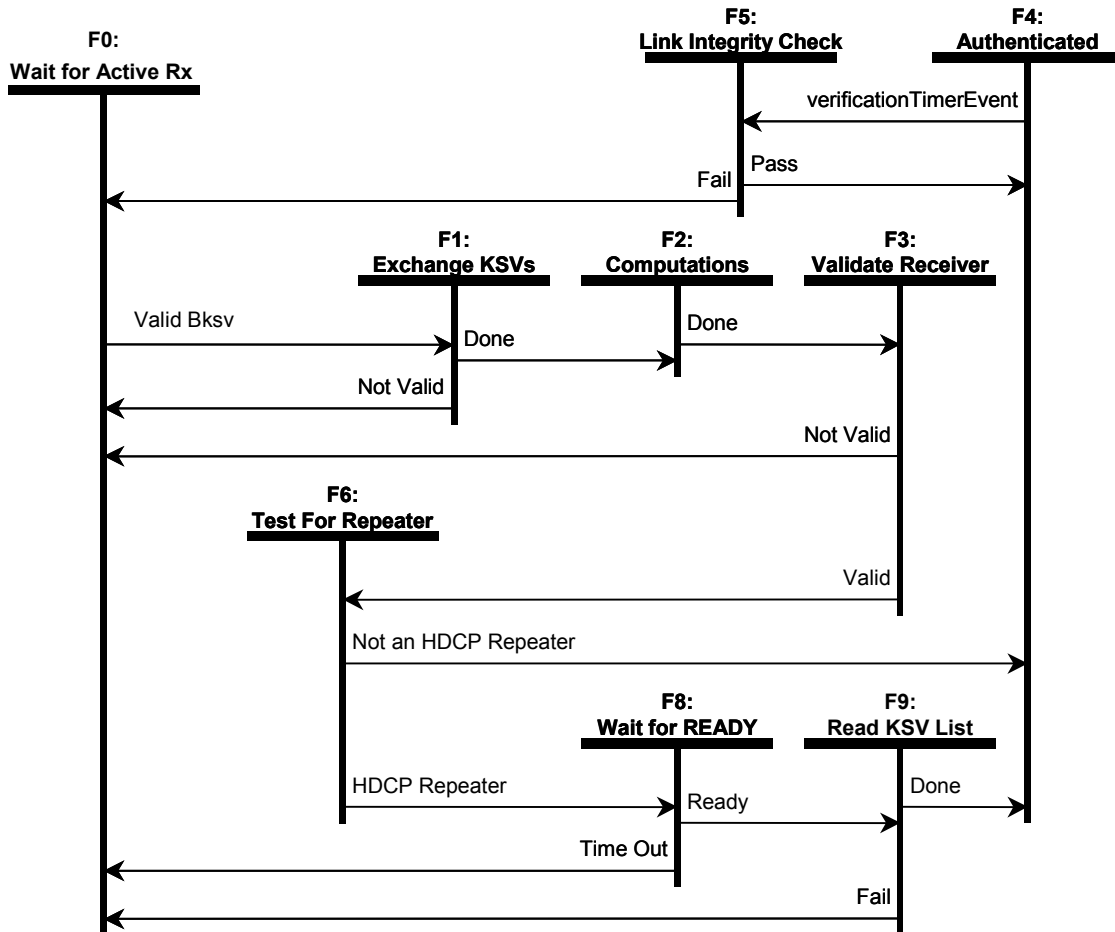 F5:
Link Integrity Check
F4:
Authenticated
F0:
Wait for Active Rx
verificationTimerEvent
Pass
Fail
F1:
Exchange KSVs
F2:
Computations
F3:
Validate Receiver
Valid Bksv
Done
Done
Not Valid
Not Valid
F6:
Test For Repeater
Valid
Not an HDCP Repeater
F8:
Wait for READY
F9:
Read KSV List
HDCP Repeater
Ready
Done
Time Out
Fail